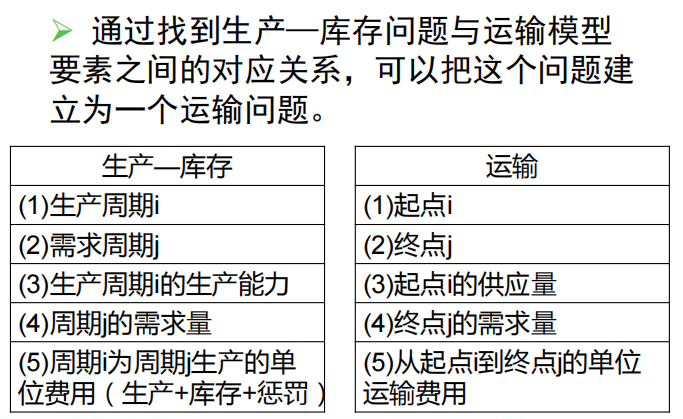 通过找到生产—库存问题与运输模型
要素之间的对应关系，可以把这个问题建
立为一个运输问题。
生产—库存
(1)生产周期i
(2)需求周期j
(3)生产周期i的生产能力
(4)周期j的需求量
(5)周期i为周期j生产的单
位费用（生产+库存+惩罚）
运输
(1)起点i
(2)终点j
(3)起点i的供应量
(4)终点j的需求量
(5)从起点i到终点j的单位
运输费用